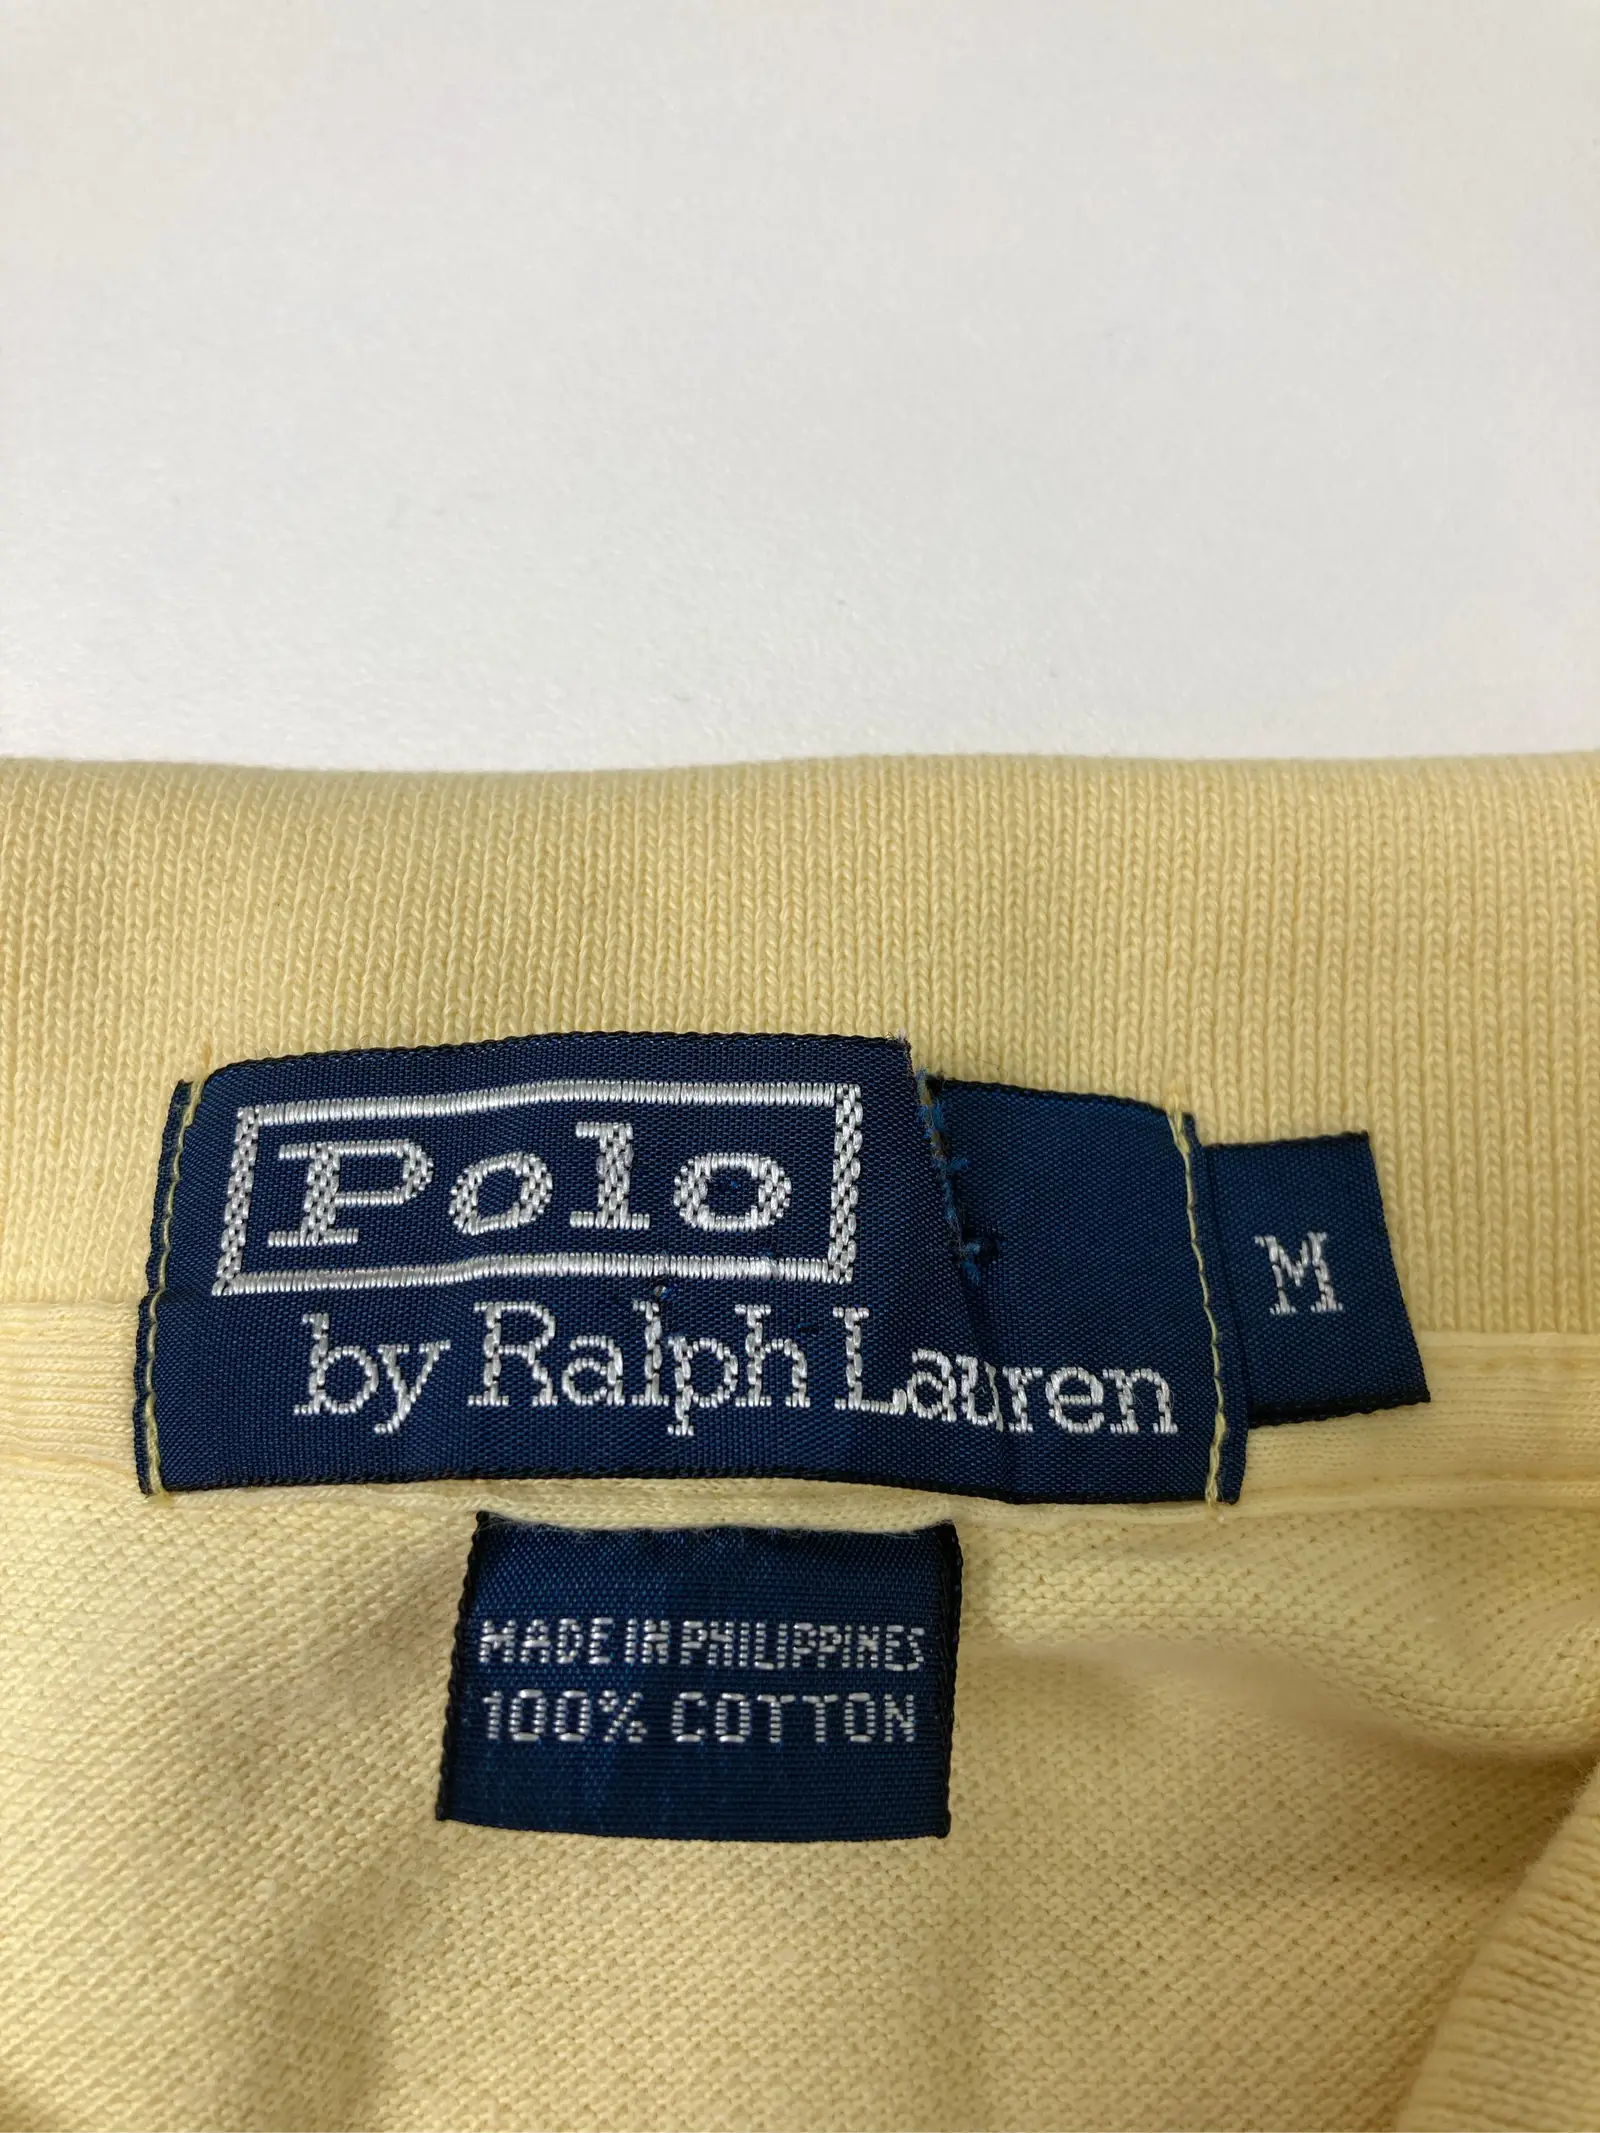 Polo
by Ralph Lauren
M
MADE IN PHILIPPINES
100% COTTON